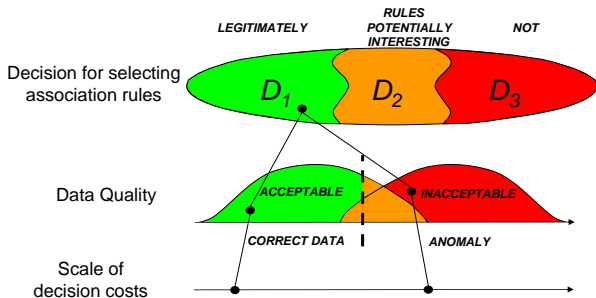 RULES
LEGITIMATELY POTENTIALLY NOT
INTERESTING
Decision for selecting
association rules
D1 D2 D3
Data Quality
ACCEPTABLE INACCEPTABLE
CORRECT DATA ANOMALY
Scale of
decision costs